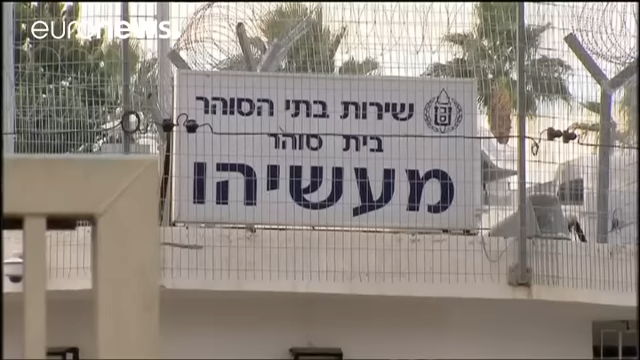 euronews.
שירות בתי הסוהר
בית סוהר
מעשיהו